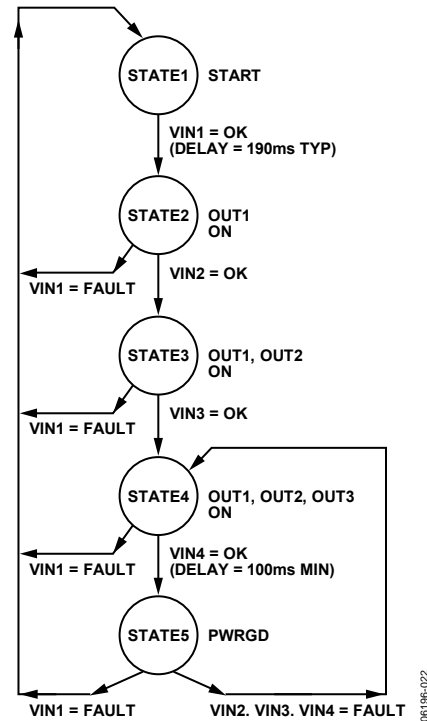 STATE1 START
VIN1 = OK
(DELAY = 190ms TYP)
STATE2 OUT1
ON
VIN2 = OK
VIN1 = FAULT
STATE3 OUT1, OUT2
ON
VIN3 = OK
VIN1 = FAULT
STATE4 OUT1, OUT2, OUT3
ON
VIN4 = OK
(DELAY = 100ms MIN)
VIN1 = FAULT
STATE5 PWRGD
VIN1 = FAULT
VIN2, VIN3, VIN4 = FAULT
06196-022